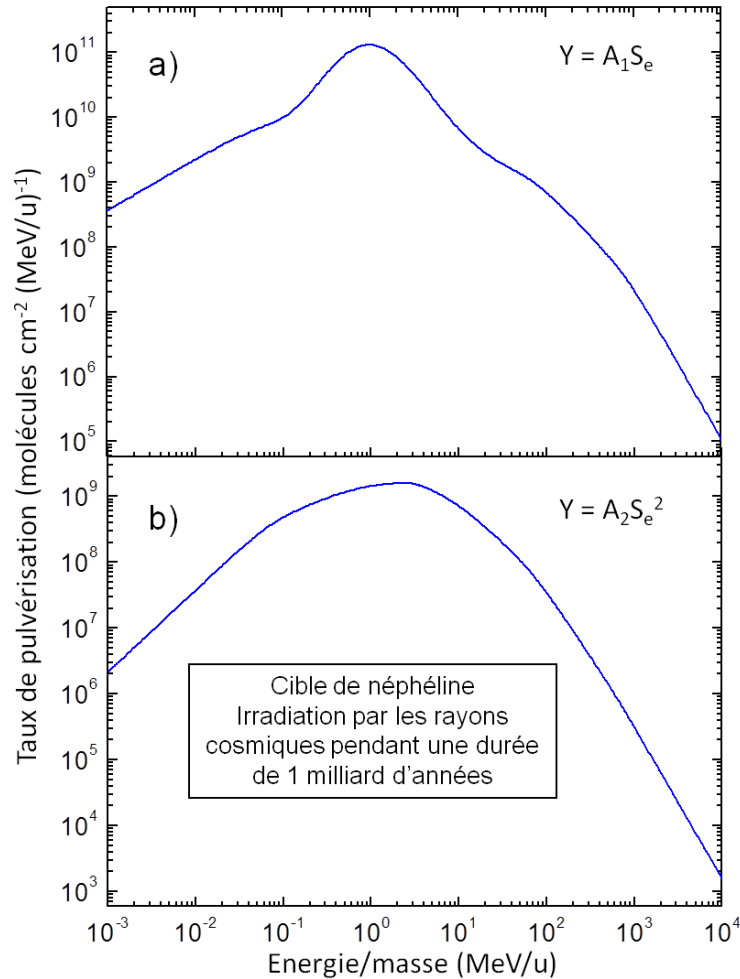 Taux de pulvérisation (molécules cm⁻² (MeV/u)⁻¹)
a)
Y = A₁Sₑ
10¹¹
10¹⁰
10⁹
10⁸
10⁷
10⁶
10⁵
b)
Y = A₂Sₑ²
10⁹
10⁸
10⁷
10⁶
10⁵
10⁴
10³
Cible de néphéline
Irradiation par les rayons
cosmiques pendant une durée
de 1 milliard d'années
10⁻³ 10⁻² 10⁻¹ 10⁰ 10¹ 10² 10³ 10⁴
Energie/masse (MeV/u)